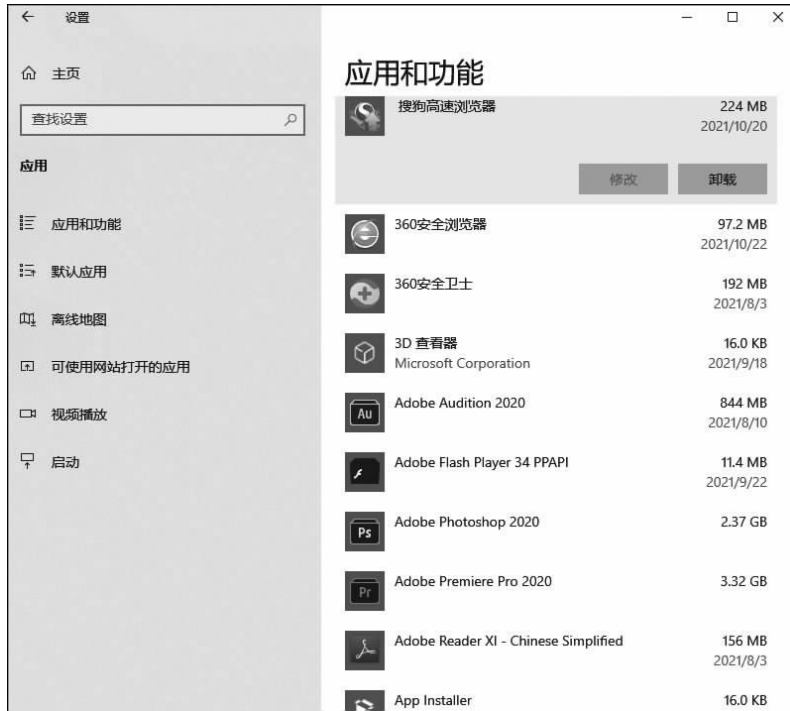 设置
主页
查找设置
应用
应用和功能
默认应用
离线地图
可使用网站打开的应用
视频播放
启动
应用和功能
搜狗高速浏览器 224 MB
2021/10/20
修改 卸载
360安全浏览器 97.2 MB
2021/10/22
360安全卫士 192 MB
2021/8/3
3D 查看器 16.0 KB
Microsoft Corporation 2021/9/18
Au Adobe Audition 2020 844 MB
2021/8/10
Adobe Flash Player 34 PPAPI 11.4 MB
2021/9/22
Ps Adobe Photoshop 2020 2.37 GB
Pr Adobe Premiere Pro 2020 3.32 GB
Adobe Reader XI - Chinese Simplified 156 MB
2021/8/3
App Installer 16.0 KB